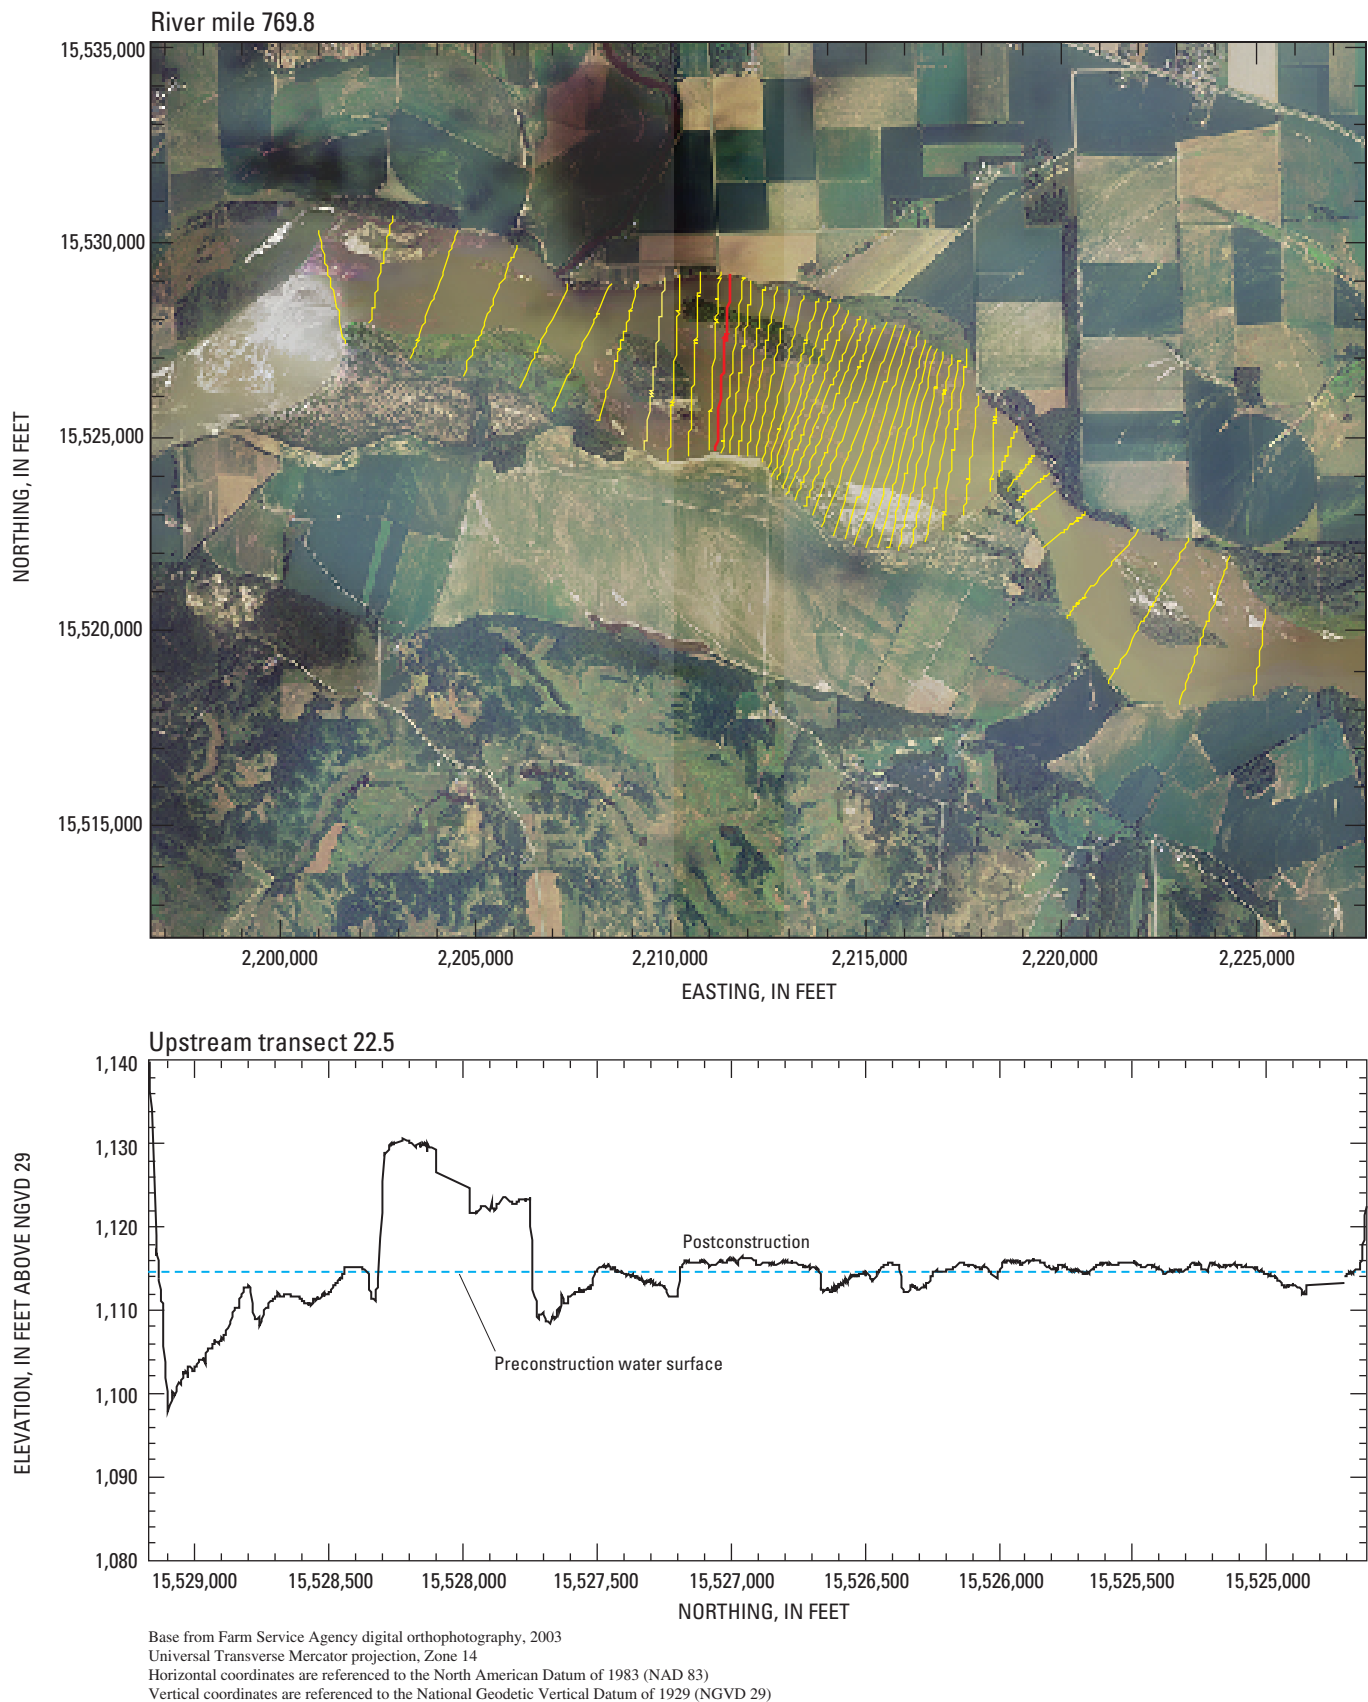 River mile 769.8
15,535,000
15,530,000
15,525,000
15,520,000
15,515,000
NORTHING, IN FEET
2,200,000
2,205,000
2,210,000
2,215,000
2,220,000
2,225,000
EASTING, IN FEET
Upstream transect 22.5
1,140
1,130
1,120
1,110
1,100
1,090
1,080
ELEVATION, IN FEET ABOVE NGVD 29
Postconstruction
Preconstruction water surface
15,529,000
15,528,500
15,528,000
15,527,500
15,527,000
15,526,500
15,526,000
15,525,500
15,525,000
NORTHING, IN FEET
Base from Farm Service Agency digital orthophotography, 2003
Universal Transverse Mercator projection, Zone 14
Horizontal coordinates are referenced to the North American Datum of 1983 (NAD 83)
Vertical coordinates are referenced to the National Geodetic Vertical Datum of 1929 (NGVD 29)